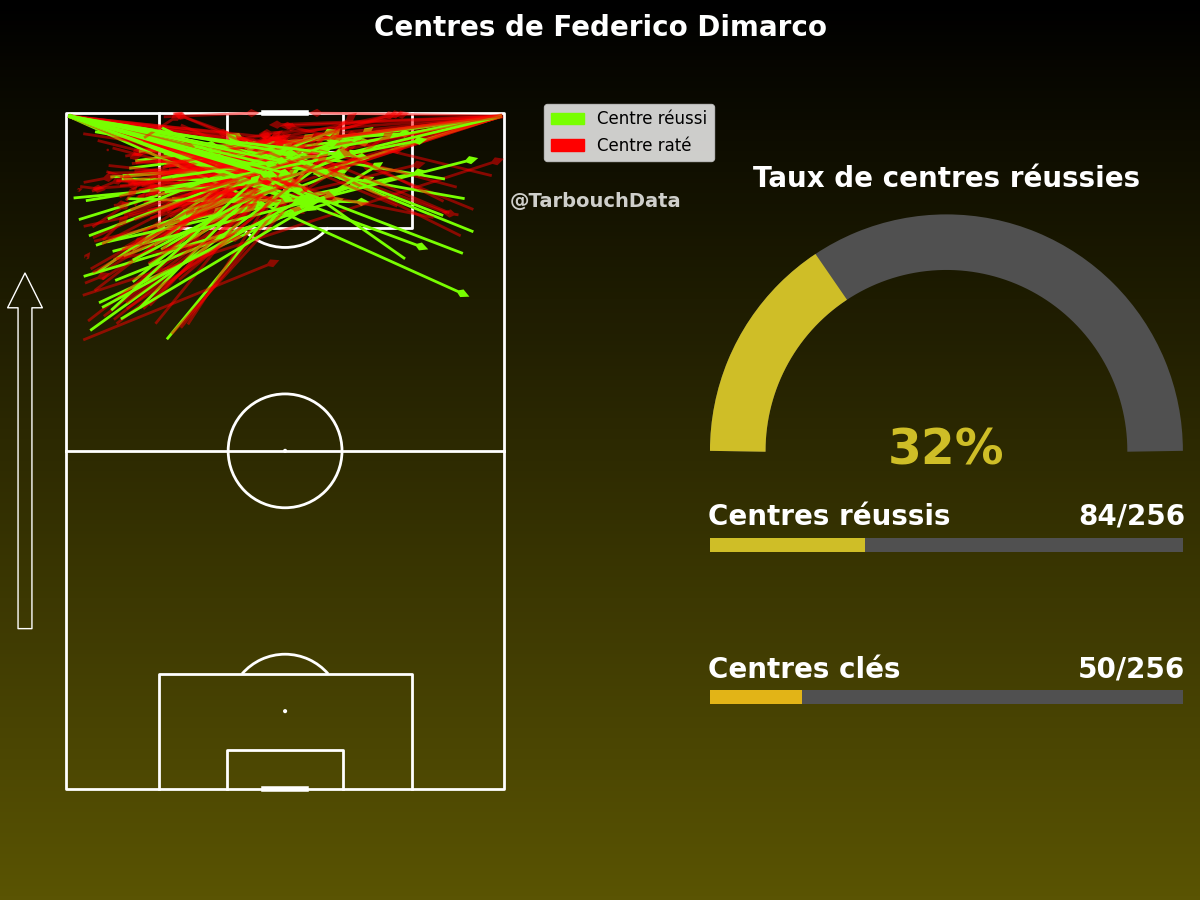 Centres de Federico Dimarco
Centre réussi
Centre raté
@TarbouchData
Taux de centres réussies
32%
Centres réussis 84/256
Centres clés 50/256